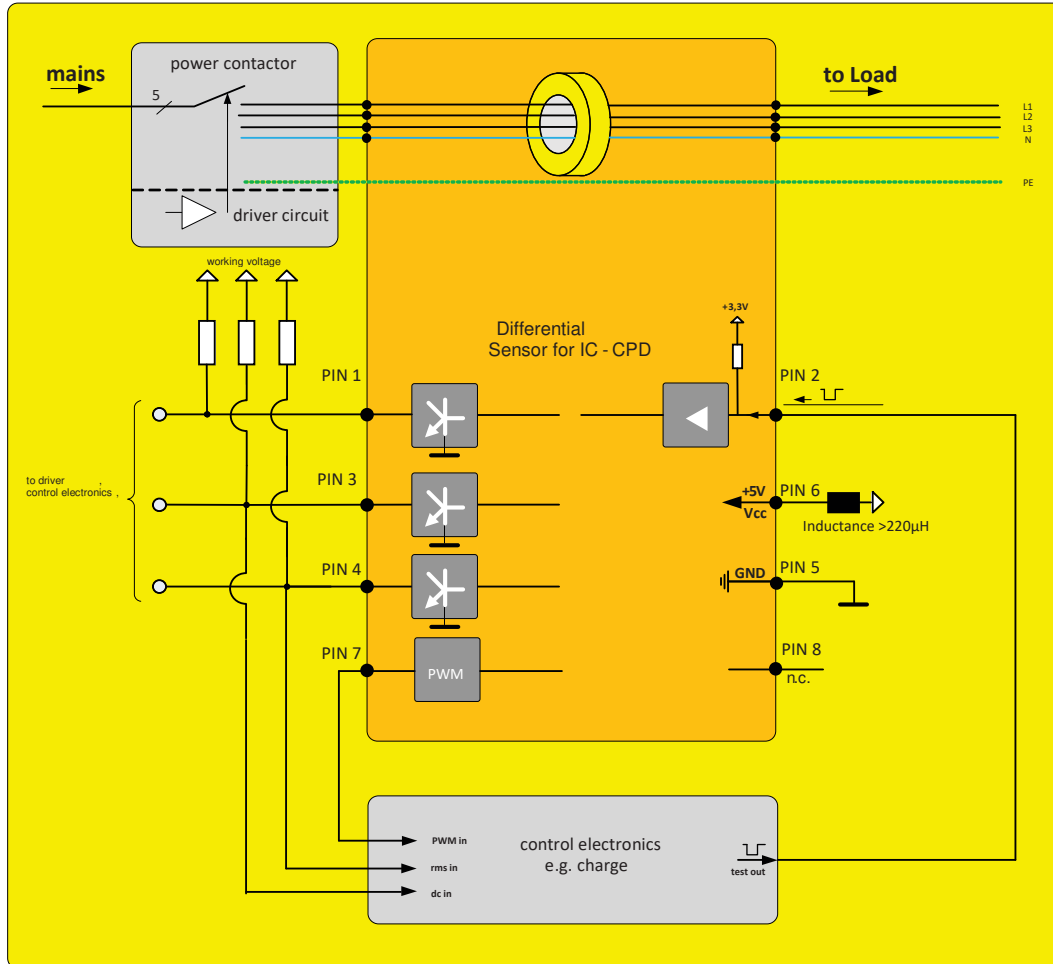 mains
power contactor
5
to Load
L1
L2
L3
N
PE
driver circuit
working voltage
+3,3V
Differential
Sensor for IC - CPD
PIN 1
PIN 2
to driver ,
control electronics ,
PIN 3
+5V
Vcc
PIN 6
Inductance >220µH
PIN 4
GND
PIN 5
PIN 7
PWM
PIN 8
n.c.
PWM in
rms in
dc in
control electronics
e.g. charge
test out